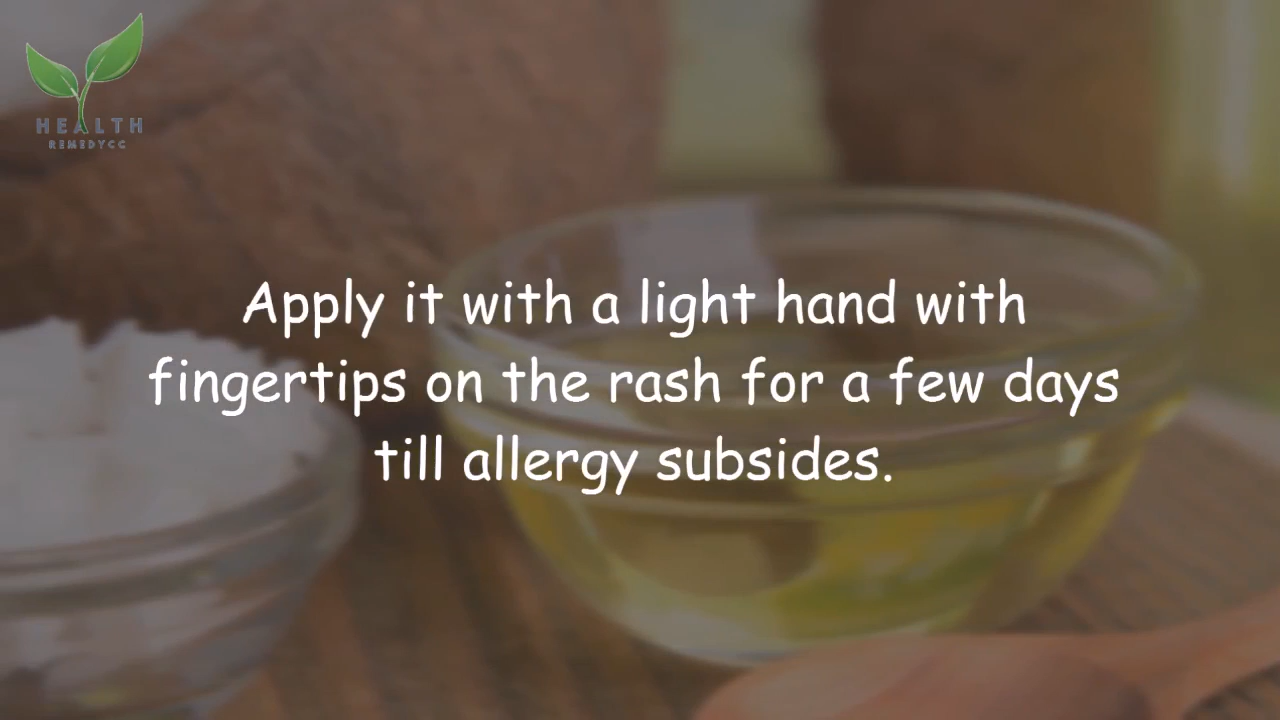 HEALTH
REMEDYCC
Apply it with a light hand with
fingertips on the rash for a few days
till allergy subsides.